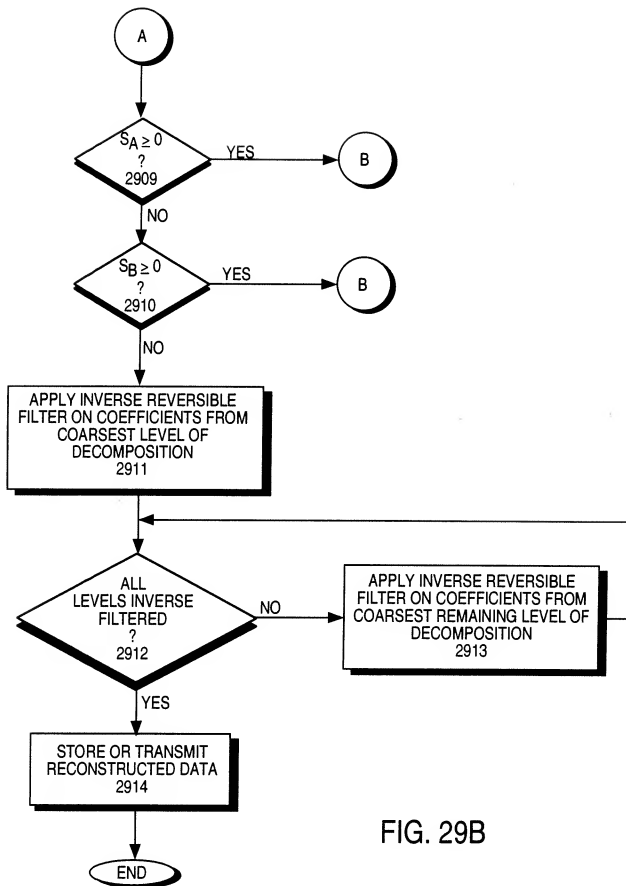 A
SA ≥ 0
?
2909
YES
B
NO
SB ≥ 0
?
2910
YES
B
NO
APPLY INVERSE REVERSIBLE
FILTER ON COEFFICIENTS FROM
COARSEST LEVEL OF
DECOMPOSITION
2911
ALL
LEVELS INVERSE
FILTERED
?
2912
NO
APPLY INVERSE REVERSIBLE
FILTER ON COEFFICIENTS FROM
COARSEST REMAINING LEVEL OF
DECOMPOSITION
2913
YES
STORE OR TRANSMIT
RECONSTRUCTED DATA
2914
END
FIG. 29B